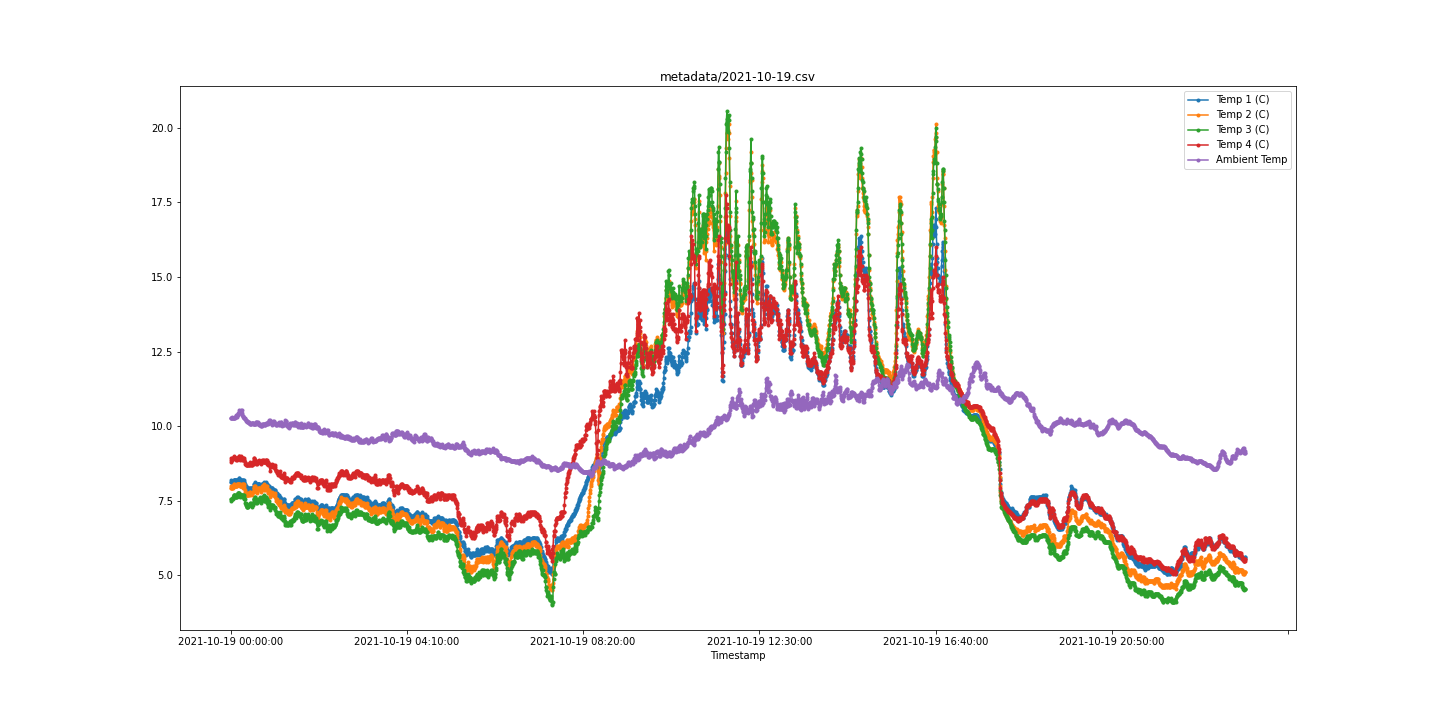 metadata/2021-10-19.csv
Temp 1 (C)
Temp 2 (C)
Temp 3 (C)
Temp 4 (C)
Ambient Temp
20.0
17.5
15.0
12.5
10.0
7.5
5.0
2021-10-19 00:00:00 2021-10-19 04:10:00 2021-10-19 08:20:00 2021-10-19 12:30:00 2021-10-19 16:40:00 2021-10-19 20:50:00
Timestamp